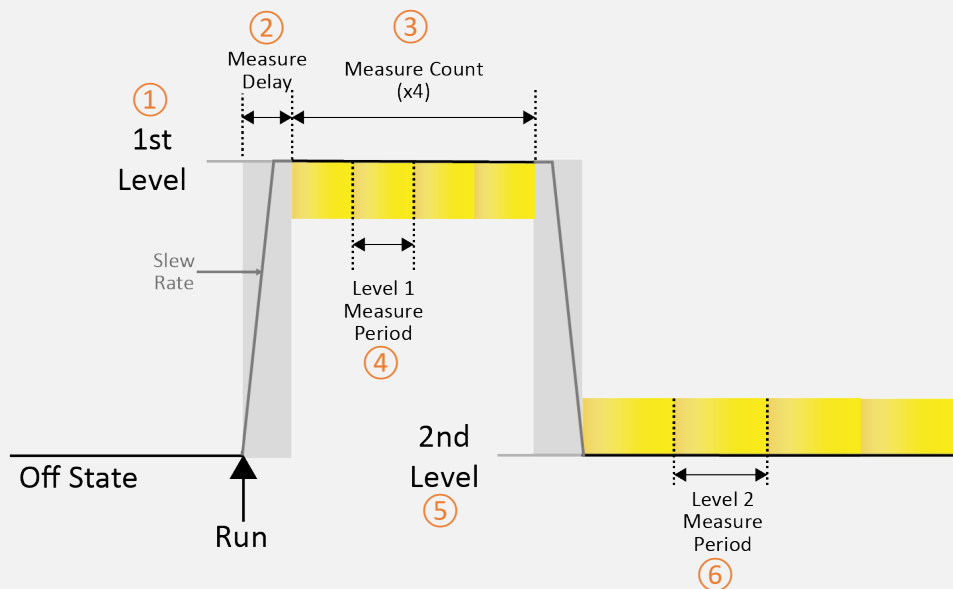 ②
Measure
Delay
③
Measure Count
(x4)
①
1st
Level
Slew
Rate
Level 1
Measure
Period
④
2nd
Level
⑤
Off State
Run
Level 2
Measure
Period
⑥